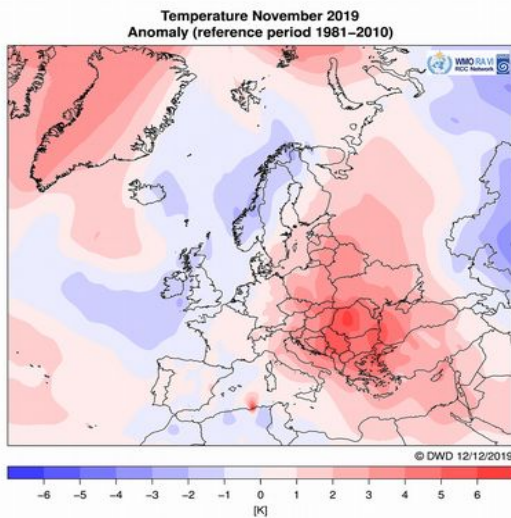 Temperature November 2019
Anomaly (reference period 1981−2010)
WMO RA VI
RCC Network
© DWD 12/12/2019
−6 −5 −4 −3 −2 −1 0 1 2 3 4 5 6
[K]